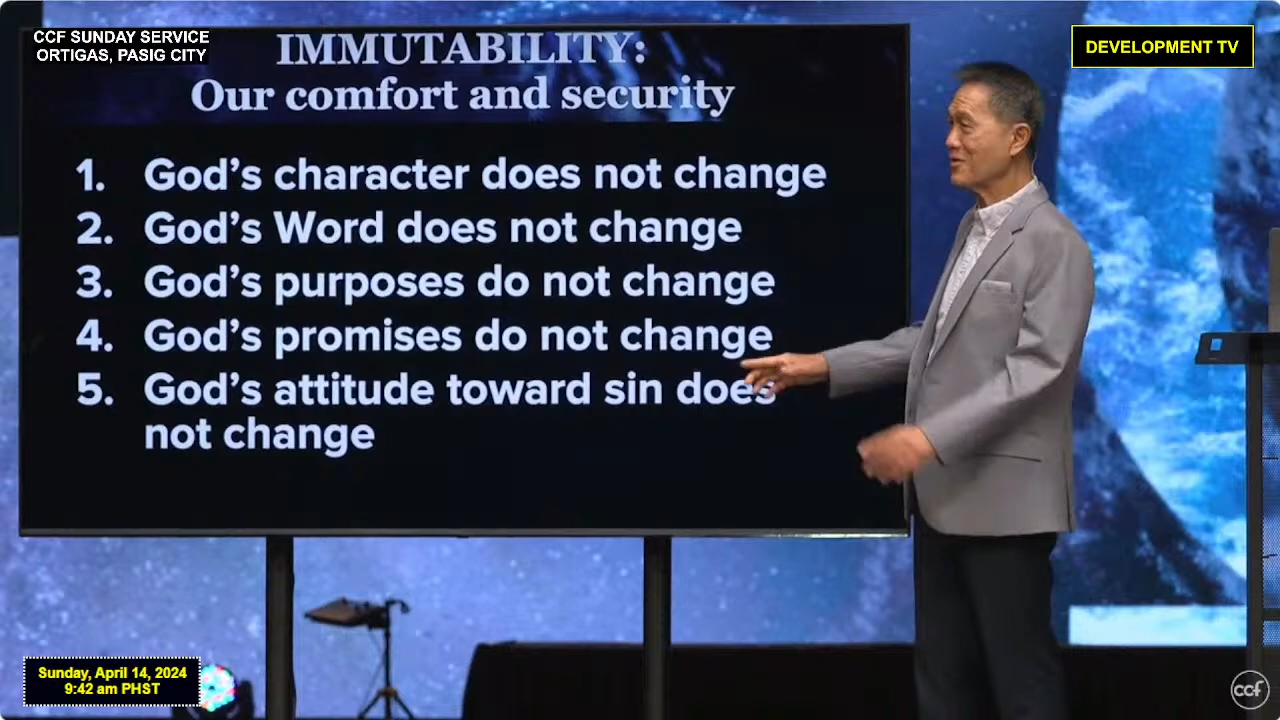 CCF SUNDAY SERVICE
ORTIGAS, PASIG CITY
DEVELOPMENT TV
IMMUTABILITY:
Our comfort and security
1. God's character does not change
2. God's Word does not change
3. God's purposes do not change
4. God's promises do not change
5. God's attitude toward sin does
not change
Sunday, April 14, 2024
9:42 am PHST
ccf